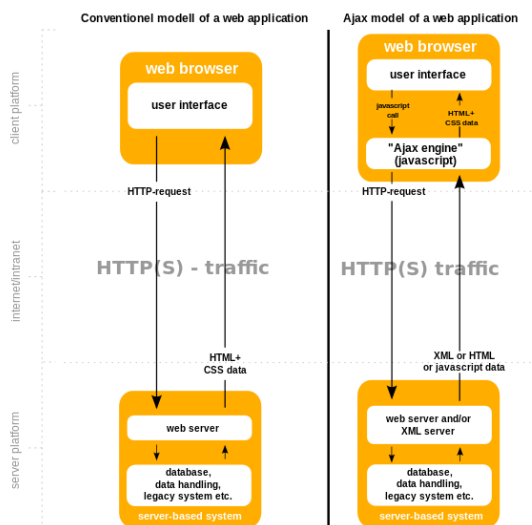 Conventionel modell of a web application
web browser
user interface
HTTP-request
HTTP(S) - traffic
HTML+
CSS data
web server
database,
data handling,
legacy system etc.
server-based system
Ajax model of a web application
web browser
user interface
javascript
call
HTML+
CSS data
"Ajax engine"
(javascript)
HTTP-request
HTTP(S) traffic
XML or HTML
or javascript data
web server and/or
XML server
database,
data handling,
legacy system etc.
server-based system
client platform
internet/intranet
server platform